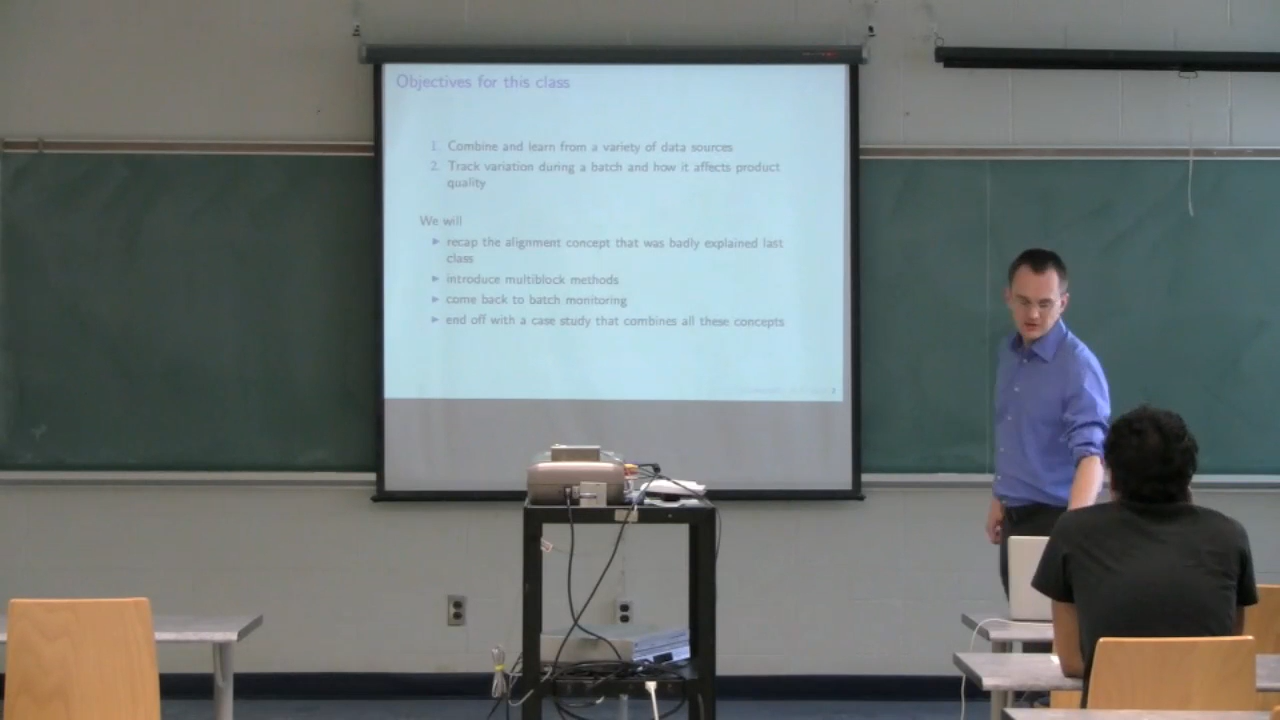 Objectives for this class
1. Combine and learn from a variety of data sources
2. Track variation during a batch and how it affects product
quality
We will
▶ recap the alignment concept that was badly explained last
class
▶ introduce multiblock methods
▶ come back to batch monitoring
▶ end off with a case study that combines all these concepts